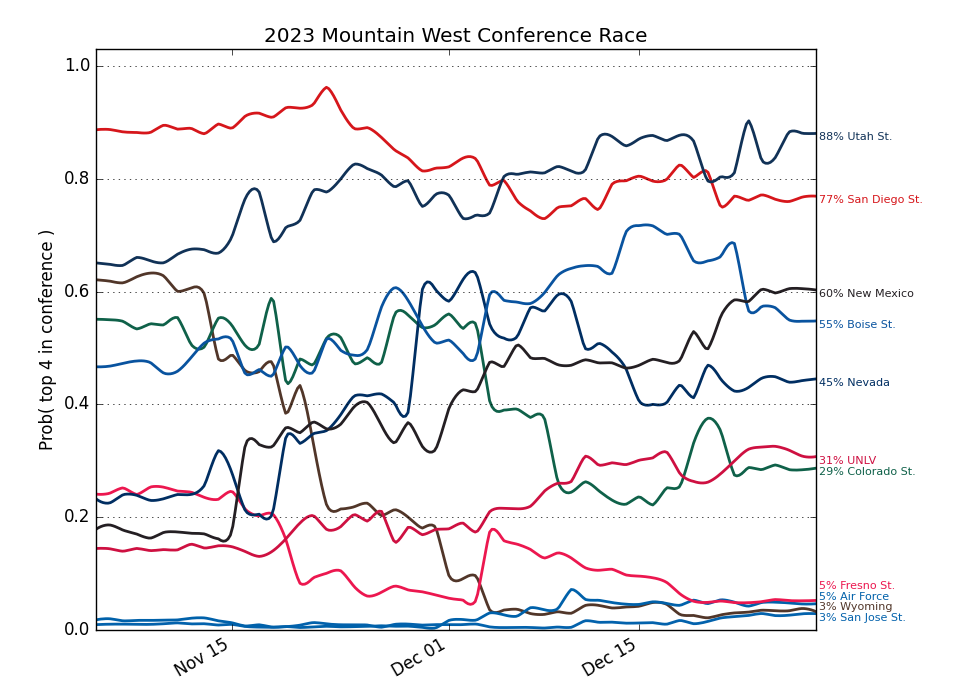 2023 Mountain West Conference Race
Prob( top 4 in conference )
1.0
0.8
0.6
0.4
0.2
0.0
Nov 15
Dec 01
Dec 15
88% Utah St.
77% San Diego St.
60% New Mexico
55% Boise St.
45% Nevada
31% UNLV
29% Colorado St.
5% Fresno St.
5% Air Force
3% Wyoming
3% San Jose St.